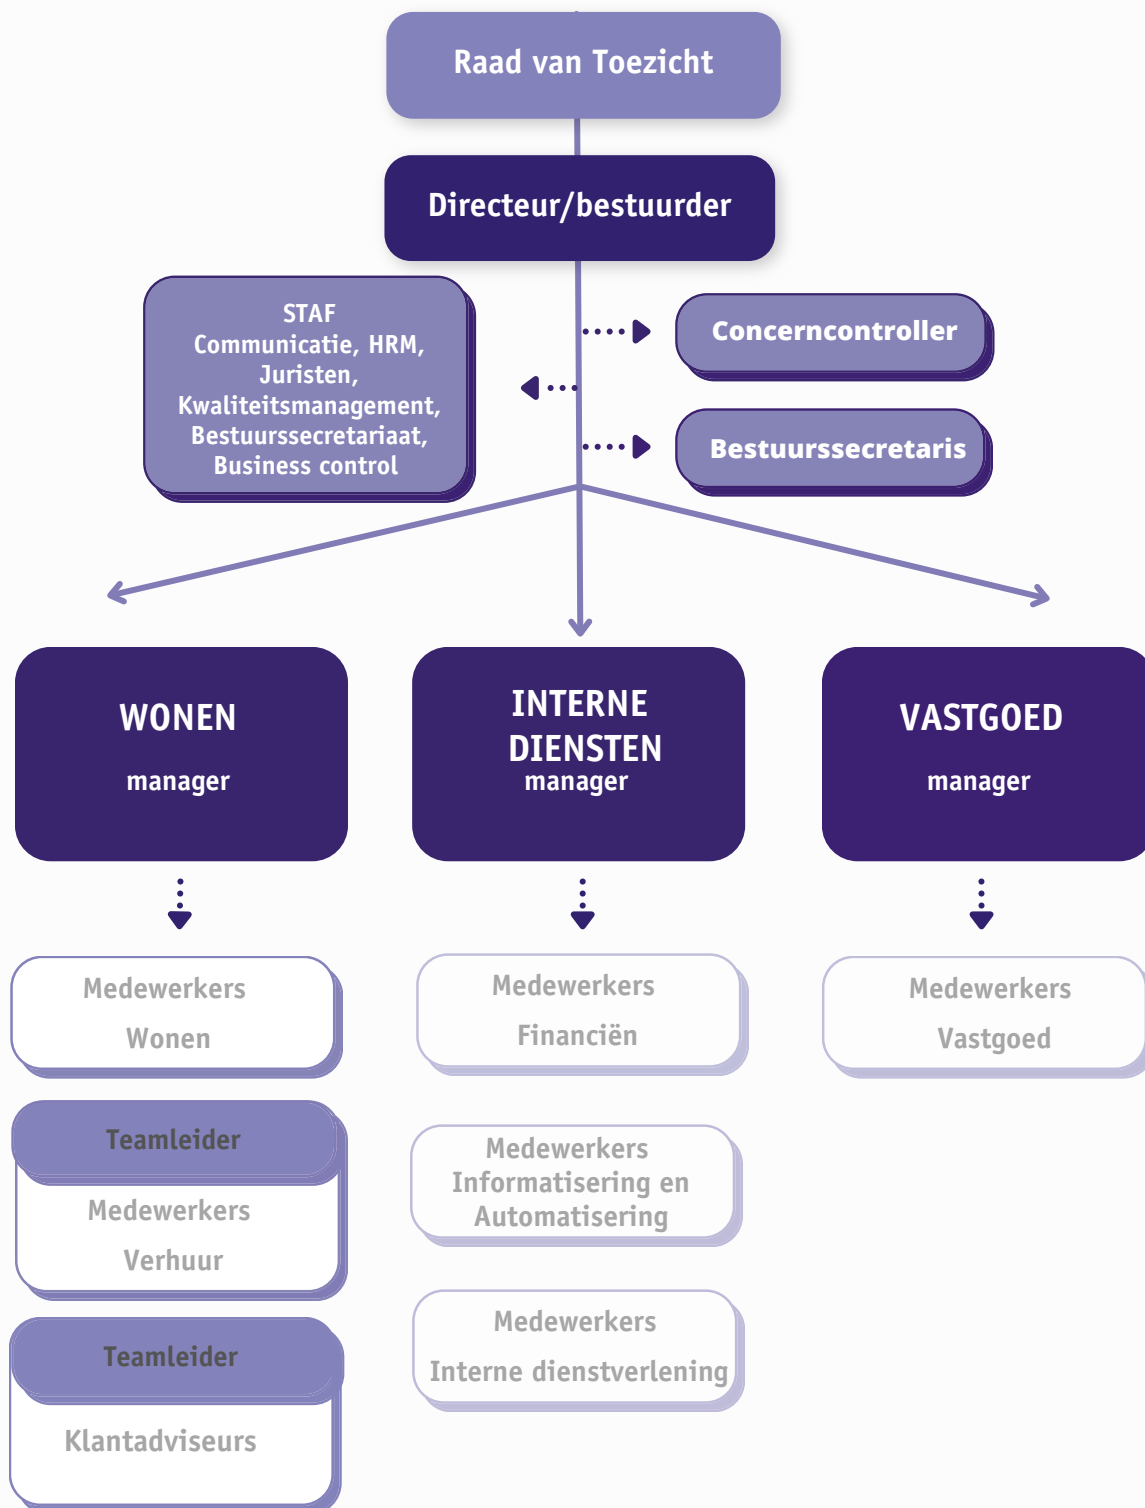 Raad van Toezicht
Directeur/bestuurder
STAF
Communicatie, HRM,
Juristen,
Kwaliteitsmanagement,
Bestuurssecretariaat,
Business control
Concerncontroller
Bestuurssecretaris
WONEN
manager
INTERNE
DIENSTEN
manager
VASTGOED
manager
Medewerkers
Wonen
Teamleider
Medewerkers
Verhuur
Teamleider
Klantadviseurs
Medewerkers
Financiën
Medewerkers
Informatisering en
Automatisering
Medewerkers
Interne dienstverlening
Medewerkers
Vastgoed